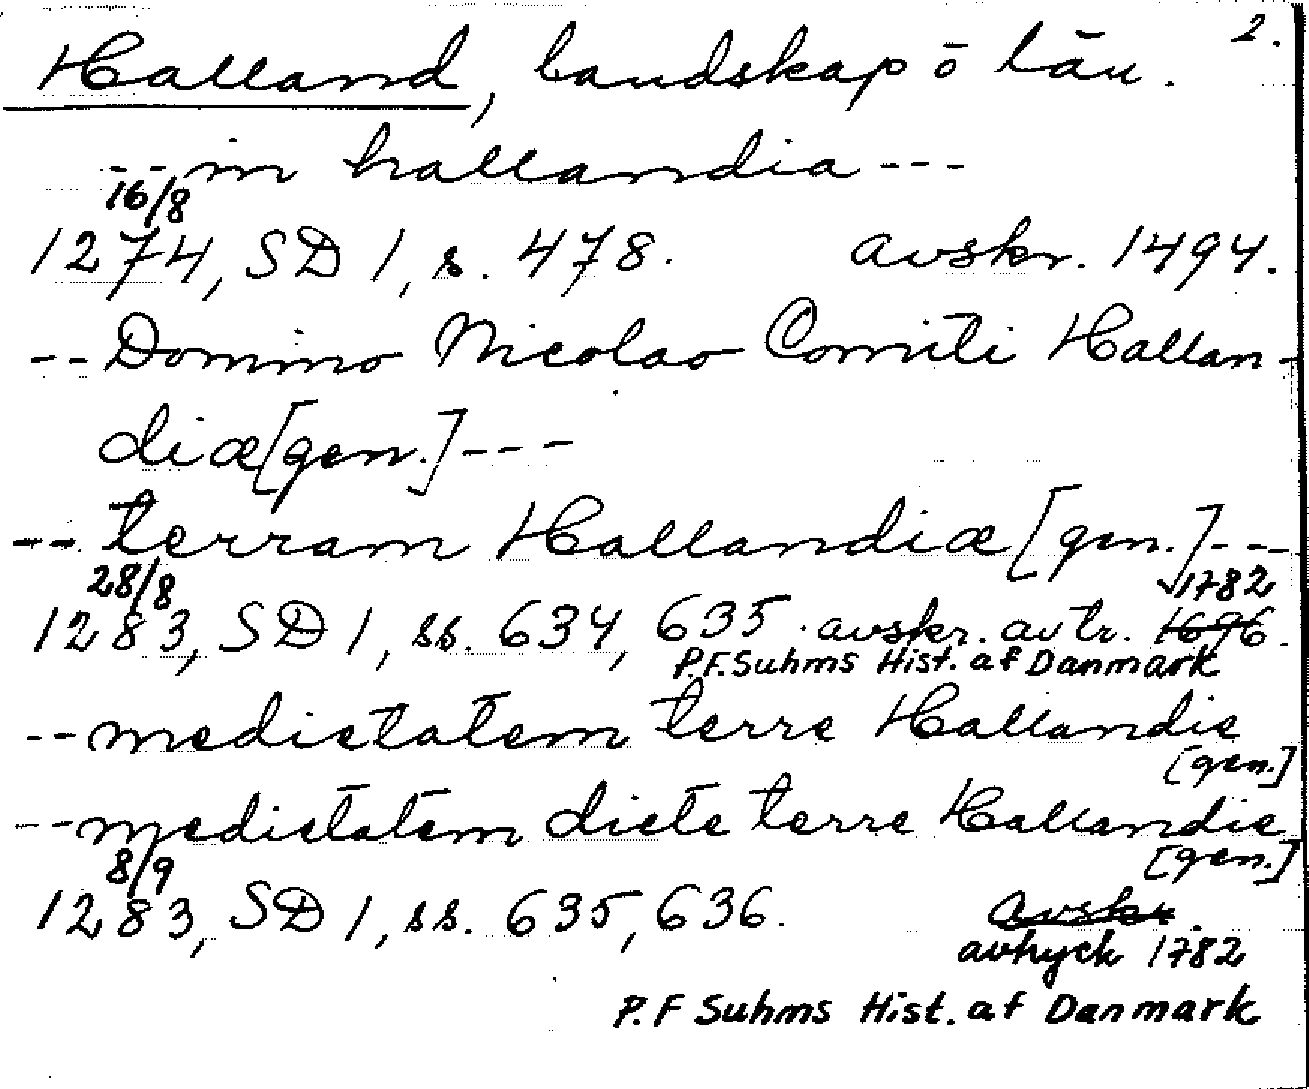 2.
Halland, landskap o län.
--in hallandia---
16/8
1274, SD 1, s. 478. avskr. 1494.
--Domino Nicolao Comiti Hallan-
diæ[gen.]---
--terram Hallandiæ[gen.]---
28/8 1782
1283, SD 1, ss. 634, 635. avskr. avtr. 1696.
P.F. Suhms Hist. af Danmark
--medietatem terre Hallandie
[gen.]
--medietatem dicte terre Hallandie
8/9 [gen.]
1283, SD 1, ss. 635, 636. avskr.
avtryck 1782
P.F Suhms Hist. af Danmark